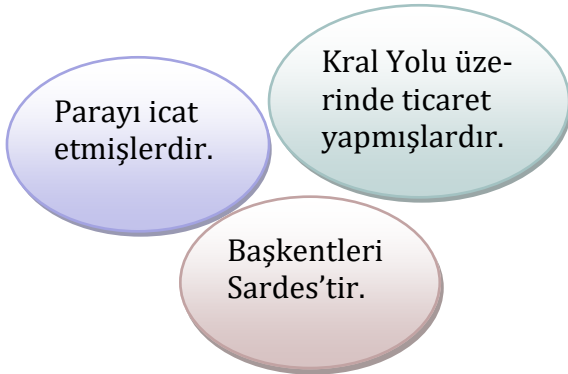 Parayı icat
etmişlerdir.
Kral Yolu üze-
rinde ticaret
yapmışlardır.
Başkentleri
Sardes’tir.